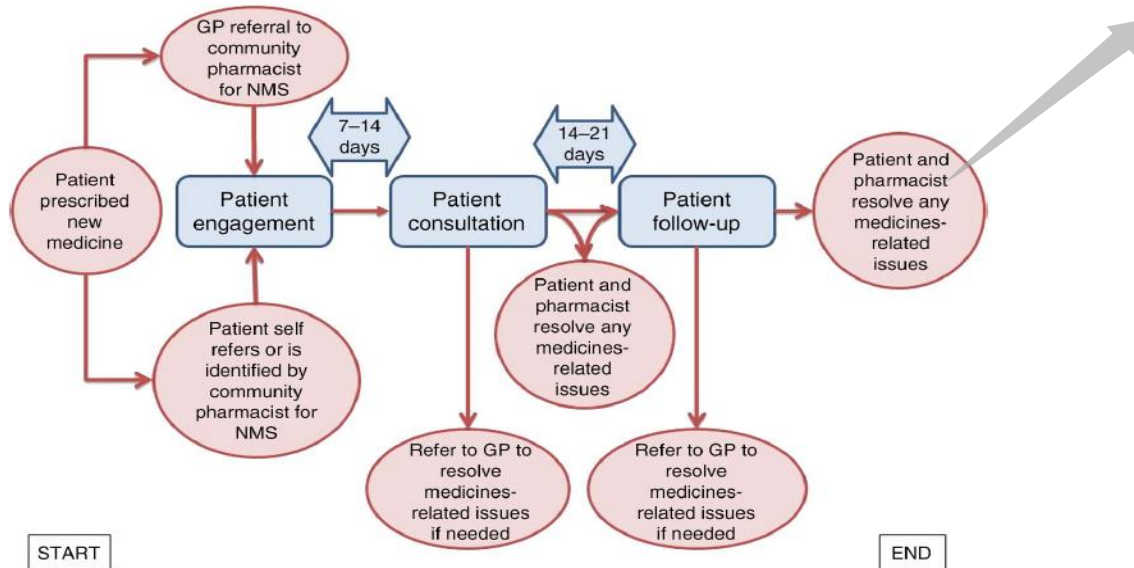 GP referral to
community
pharmacist
for NMS
7–14
days
14–21
days
Patient
prescribed
new
medicine
Patient
engagement
Patient
consultation
Patient
follow-up
Patient and
pharmacist
resolve any
medicines-
related
issues
Patient self
refers or is
identified by
community
pharmacist for
NMS
Patient and
pharmacist
resolve any
medicines-
related
issues
Refer to GP to
resolve
medicines-
related issues
if needed
Refer to GP to
resolve
medicines-
related issues
if needed
START
END